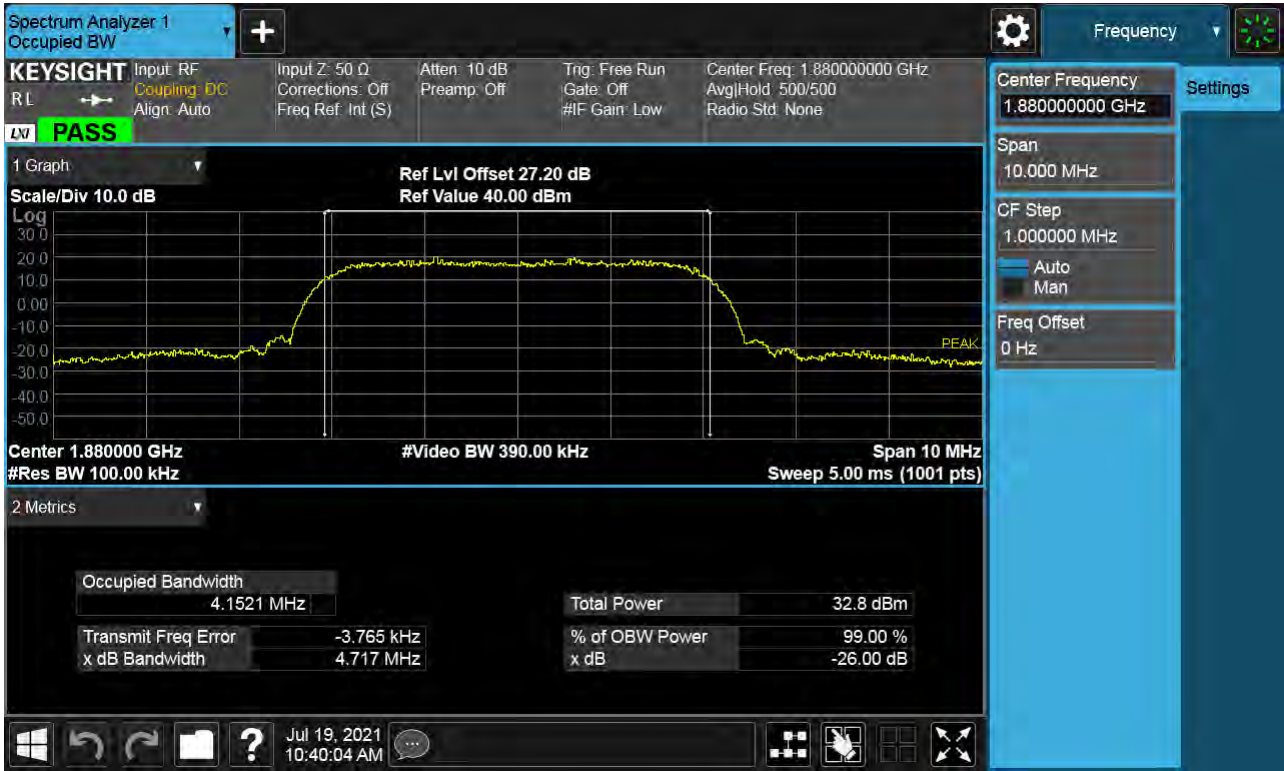 Spectrum Analyzer 1
Occupied BW
Frequency
KEYSIGHT
R L
LXI
PASS
Input: RF
Coupling: DC
Align: Auto
Input Z: 50 Ω
Corrections: Off
Freq Ref: Int (S)
Atten: 10 dB
Preamp: Off
Trig: Free Run
Gate: Off
#IF Gain: Low
Center Freq: 1.880000000 GHz
Avg|Hold: 500/500
Radio Std: None
Center Frequency
1.880000000 GHz
Settings
Span
10.000 MHz
CF Step
1.000000 MHz
Auto
Man
Freq Offset
0 Hz
1 Graph
Scale/Div 10.0 dB
Ref Lvl Offset 27.20 dB
Ref Value 40.00 dBm
Log
30.0
20.0
10.0
0.00
-10.0
-20.0
-30.0
-40.0
-50.0
PEAK
Center 1.880000 GHz
#Video BW 390.00 kHz
Span 10 MHz
#Res BW 100.00 kHz
Sweep 5.00 ms (1001 pts)
2 Metrics
Occupied Bandwidth
4.1521 MHz
Total Power 32.8 dBm
Transmit Freq Error -3.765 kHz
% of OBW Power 99.00 %
x dB Bandwidth 4.717 MHz
x dB -26.00 dB
?
Jul 19, 2021
10:40:04 AM